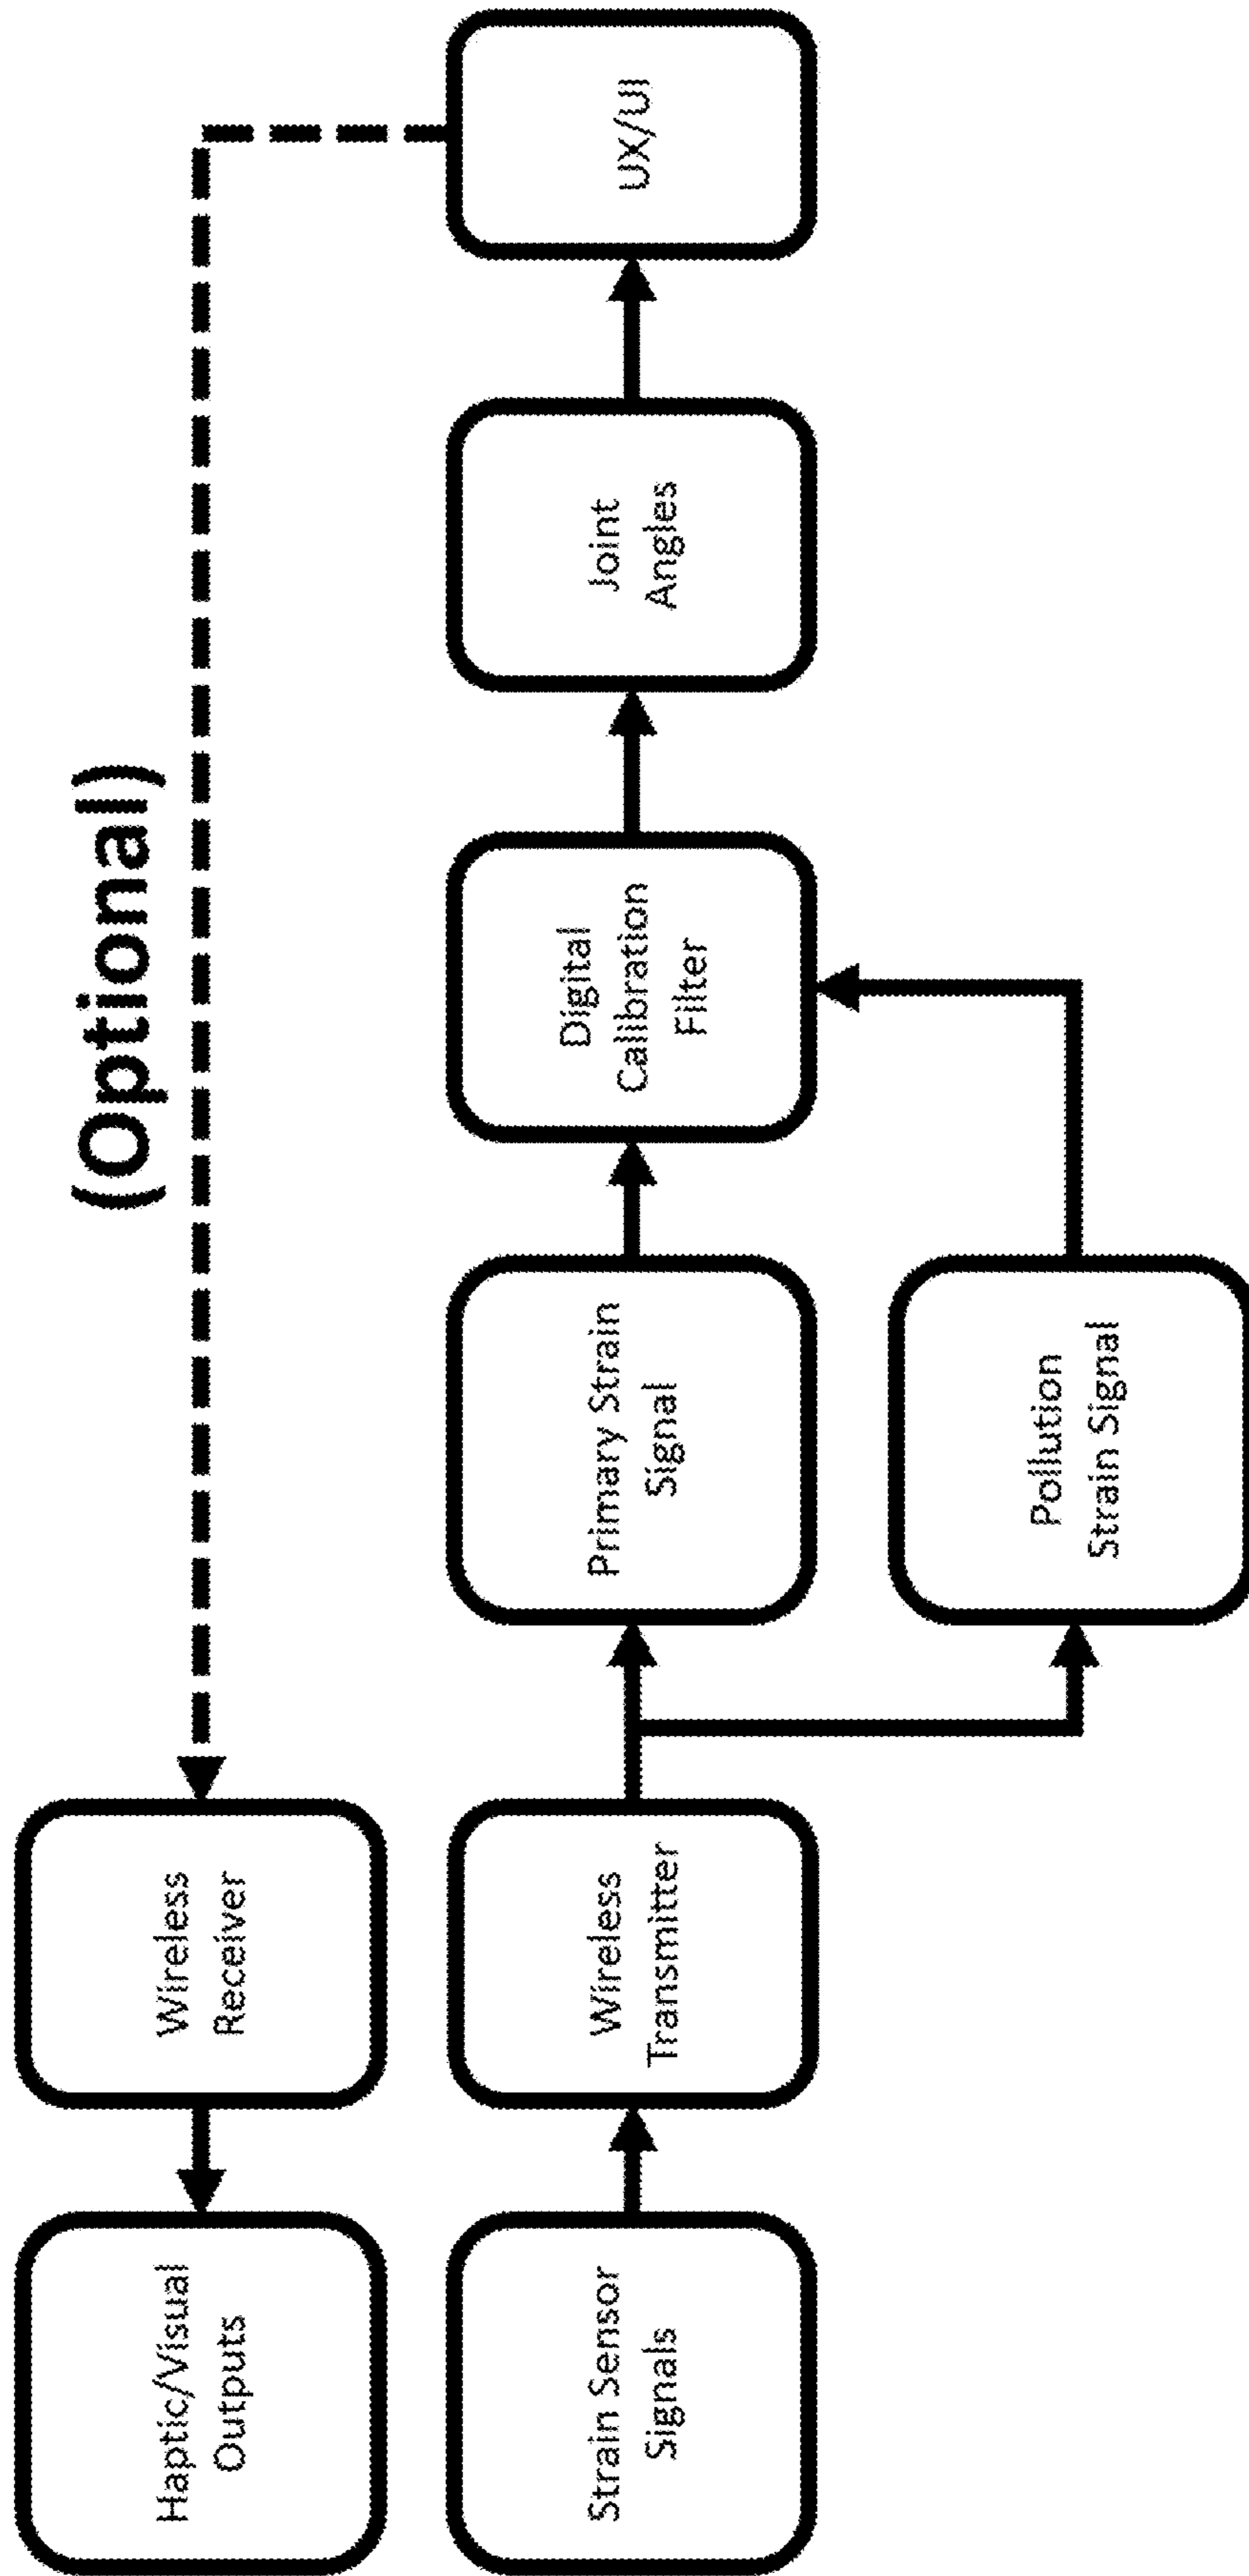 (Optional)
Haptic/Visual
Outputs
Wireless
Receiver
Strain Sensor
Signals
Wireless
Transmitter
Primary Strain
Signal
Digital
Calibration
Filter
Joint
Angles
UX/UI
Pollution
Strain Signal